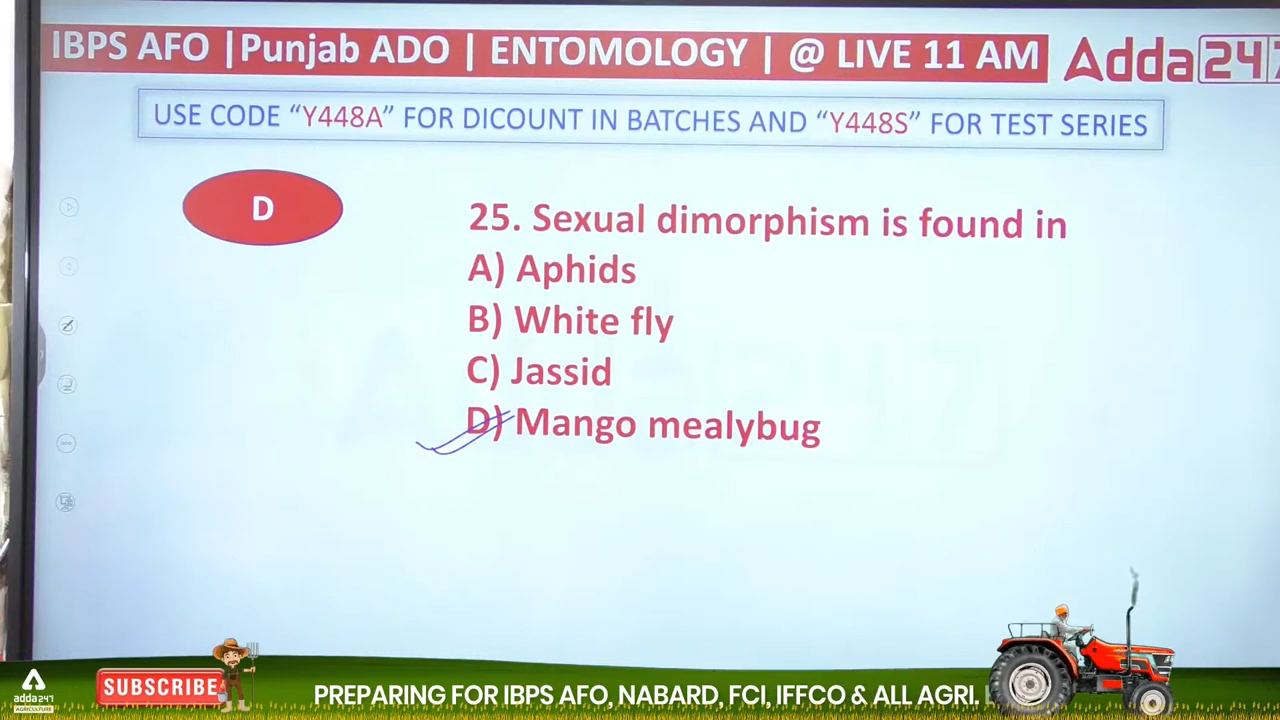 IBPS AFO |Punjab ADO | ENTOMOLOGY | @ LIVE 11 AM
Adda247
USE CODE “Y448A” FOR DICOUNT IN BATCHES AND “Y448S” FOR TEST SERIES
D
25. Sexual dimorphism is found in
A) Aphids
B) White fly
C) Jassid
D) Mango mealybug
adda247
AGRICULTURE
SUBSCRIBE
PREPARING FOR IBPS AFO, NABARD, FCI, IFFCO & ALL AGRI.